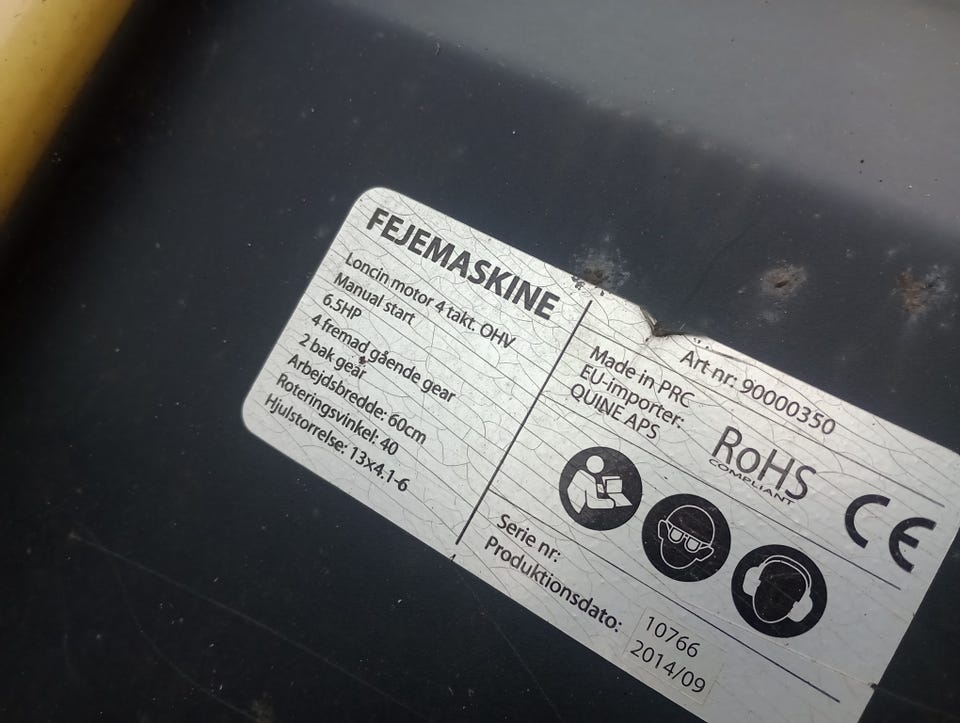 FEJEMASKINE
Loncin motor 4 takt. OHV
Manual start
6.5HP
4 fremad gående gear
2 bak gear
Arbejdsbredde: 60cm
Roteringsvinkel: 40
Hjulstorrelse: 13x4.1-6
Art nr: 90000350
Made in PRC
EU-importer:
QUINE APS
RoHS
COMPLIANT
CE
Serie nr: 10766
Produktionsdato: 2014/09